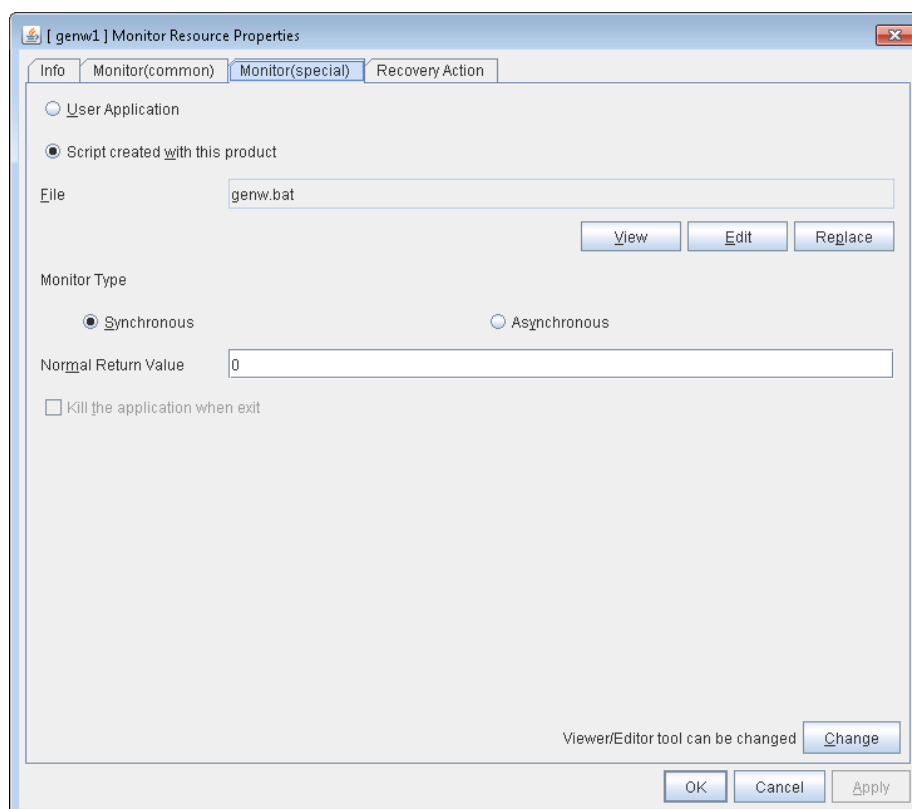 [ genw1 ] Monitor Resource Properties
Info Monitor(common) Monitor(special) Recovery Action
User Application
Script created with this product
File genw.bat
View Edit Replace
Monitor Type
Synchronous Asynchronous
Normal Return Value 0
Kill the application when exit
Viewer/Editor tool can be changed Change
OK Cancel Apply